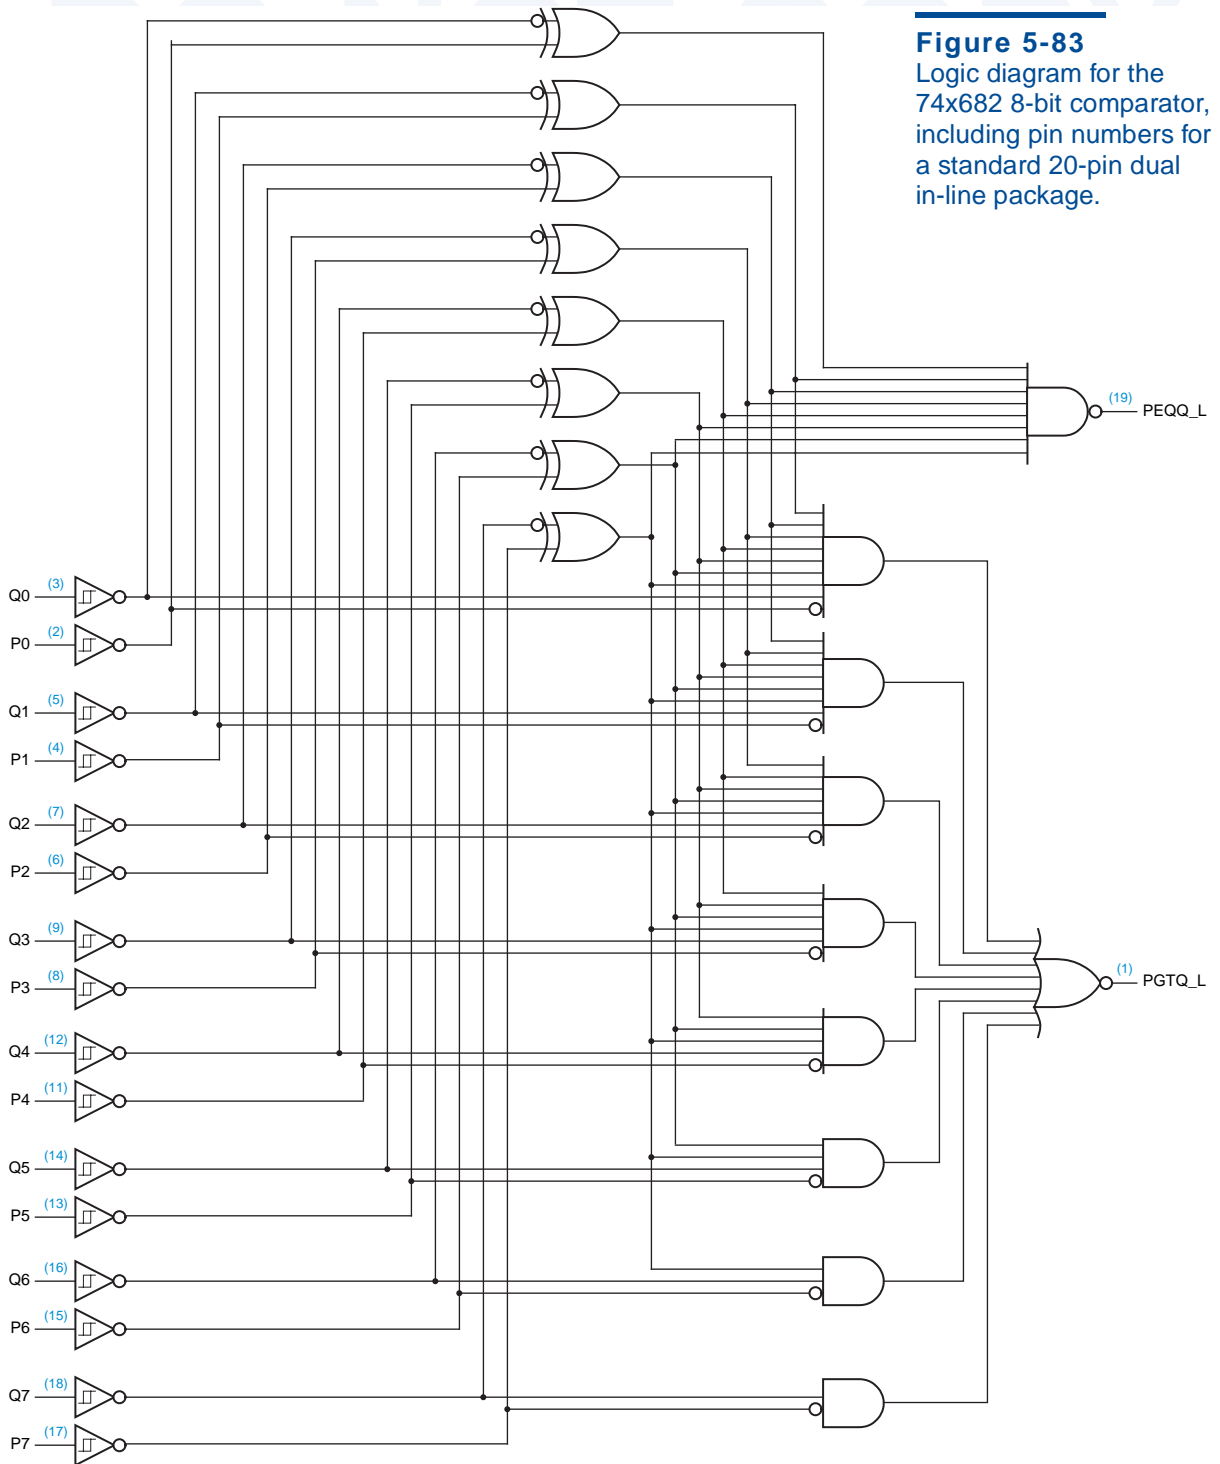 Figure 5-83
Logic diagram for the
74x682 8-bit comparator,
including pin numbers for
a standard 20-pin dual
in-line package.
(19)
PEQQ_L
Q0 (3)
P0 (2)
Q1 (5)
P1 (4)
Q2 (7)
P2 (6)
Q3 (9)
P3 (8)
(1)
PGTQ_L
Q4 (12)
P4 (11)
Q5 (14)
P5 (13)
Q6 (16)
P6 (15)
Q7 (18)
P7 (17)